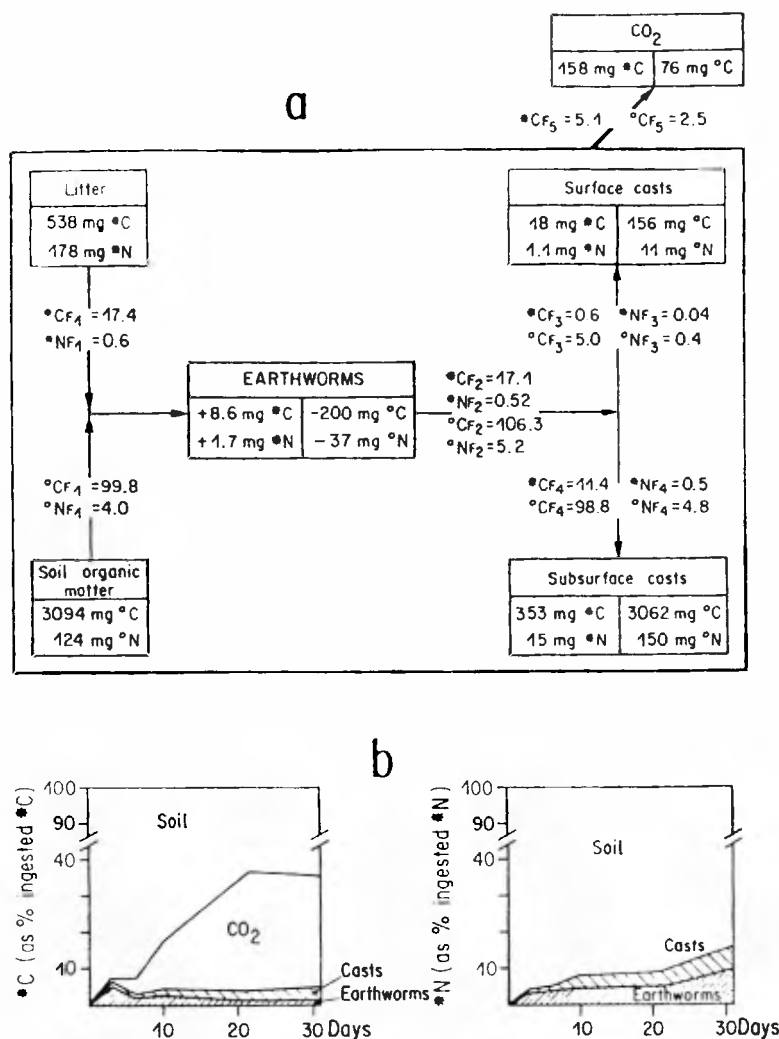 a
CO₂
158 mg *C 76 mg °C
*CF₅ = 5.1 °CF₅ = 2.5
Litter
538 mg *C
178 mg *N
Surface casts
18 mg *C 156 mg °C
1.1 mg *N 11 mg °N
*CF₁ = 17.4
*NF₁ = 0.6
*CF₃ = 0.6 *NF₃ = 0.04
°CF₃ = 5.0 °NF₃ = 0.4
EARTHWORMS
+8.6 mg *C -200 mg °C
+1.7 mg *N -37 mg °N
*CF₂ = 17.1
*NF₂ = 0.52
°CF₂ = 106.3
°NF₂ = 5.2
°CF₁ = 99.8
°NF₁ = 4.0
*CF₄ = 11.4 *NF₄ = 0.5
°CF₄ = 98.8 °NF₄ = 4.8
Soil organic
matter
3094 mg °C
124 mg °N
Subsurface casts
353 mg *C 3062 mg °C
15 mg *N 150 mg °N
b
*C (as % ingested *C)
100
90
40
10
Soil
CO₂
Casts
Earthworms
10 20 30 Days
*N (as % ingested *N)
100
90
40
10
Soil
Casts
Earthworms
10 20 30 Days